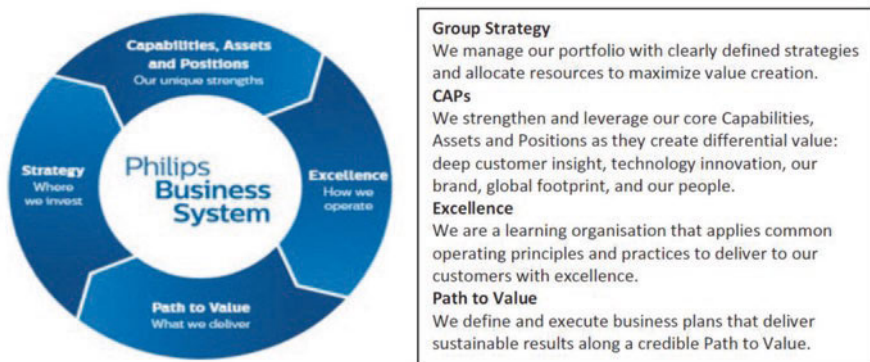 Capabilities, Assets
and Positions
Our unique strengths
Strategy
Where
we invest
Philips
Business
System
Excellence
How we
operate
Path to Value
What we deliver
Group Strategy
We manage our portfolio with clearly defined strategies
and allocate resources to maximize value creation.
CAPs
We strengthen and leverage our core Capabilities,
Assets and Positions as they create differential value:
deep customer insight, technology innovation, our
brand, global footprint, and our people.
Excellence
We are a learning organisation that applies common
operating principles and practices to deliver to our
customers with excellence.
Path to Value
We define and execute business plans that deliver
sustainable results along a credible Path to Value.